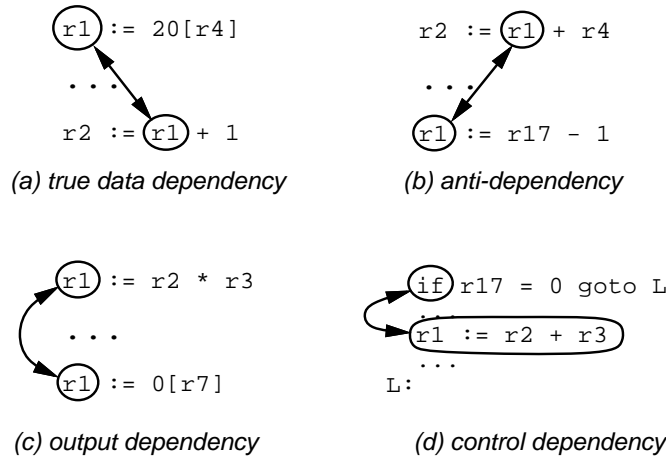 r1 := 20[r4]
...
r2 := r1 + 1
(a) true data dependency
r2 := r1 + r4
...
r1 := r17 - 1
(b) anti-dependency
r1 := r2 * r3
...
r1 := 0[r7]
(c) output dependency
if r17 = 0 goto L
...
r1 := r2 + r3
...
L:
(d) control dependency